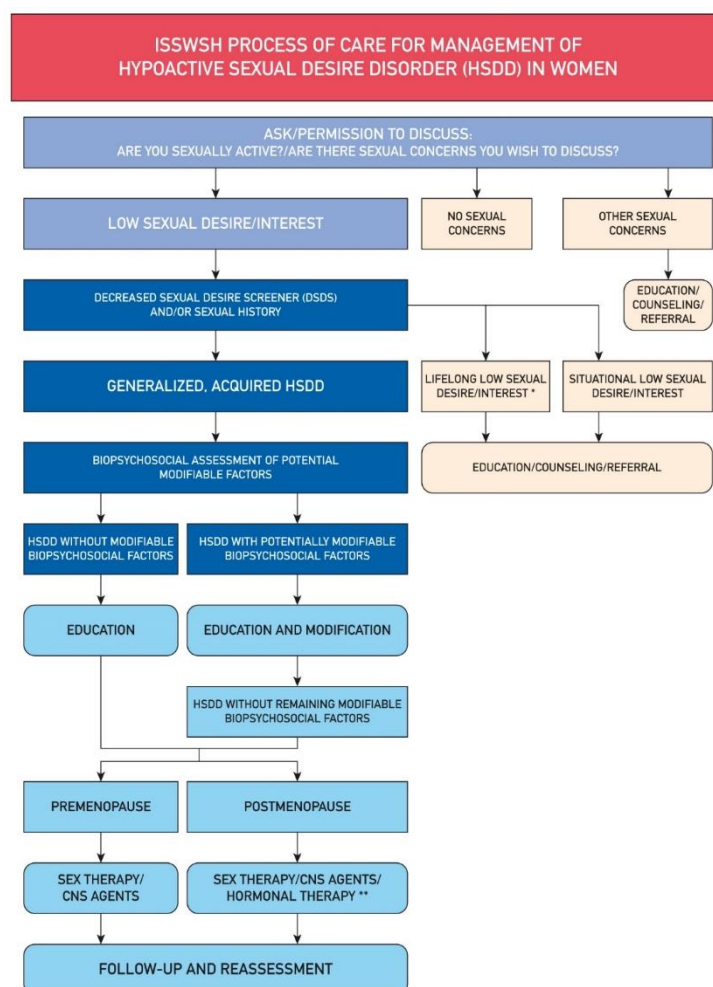 ISSWSH PROCESS OF CARE FOR MANAGEMENT OF
HYPOACTIVE SEXUAL DESIRE DISORDER (HSDD) IN WOMEN
ASK/PERMISSION TO DISCUSS:
ARE YOU SEXUALLY ACTIVE?/ARE THERE SEXUAL CONCERNS YOU WISH TO DISCUSS?
LOW SEXUAL DESIRE/INTEREST
NO SEXUAL
CONCERNS
OTHER SEXUAL
CONCERNS
DECREASED SEXUAL DESIRE SCREENER (DSDS)
AND/OR SEXUAL HISTORY
EDUCATION/
COUNSELING/
REFERRAL
GENERALIZED, ACQUIRED HSDD
LIFELONG LOW SEXUAL
DESIRE/INTEREST *
SITUATIONAL LOW SEXUAL
DESIRE/INTEREST
BIOPSYCHOSOCIAL ASSESSMENT OF POTENTIAL
MODIFIABLE FACTORS
EDUCATION/COUNSELING/REFERRAL
HSDD WITHOUT MODIFIABLE
BIOPSYCHOSOCIAL FACTORS
HSDD WITH POTENTIALLY MODIFIABLE
BIOPSYCHOSOCIAL FACTORS
EDUCATION
EDUCATION AND MODIFICATION
HSDD WITHOUT REMAINING MODIFIABLE
BIOPSYCHOSOCIAL FACTORS
PREMENOPAUSE
POSTMENOPAUSE
SEX THERAPY/
CNS AGENTS
SEX THERAPY/CNS AGENTS/
HORMONAL THERAPY **
FOLLOW-UP AND REASSESSMENT